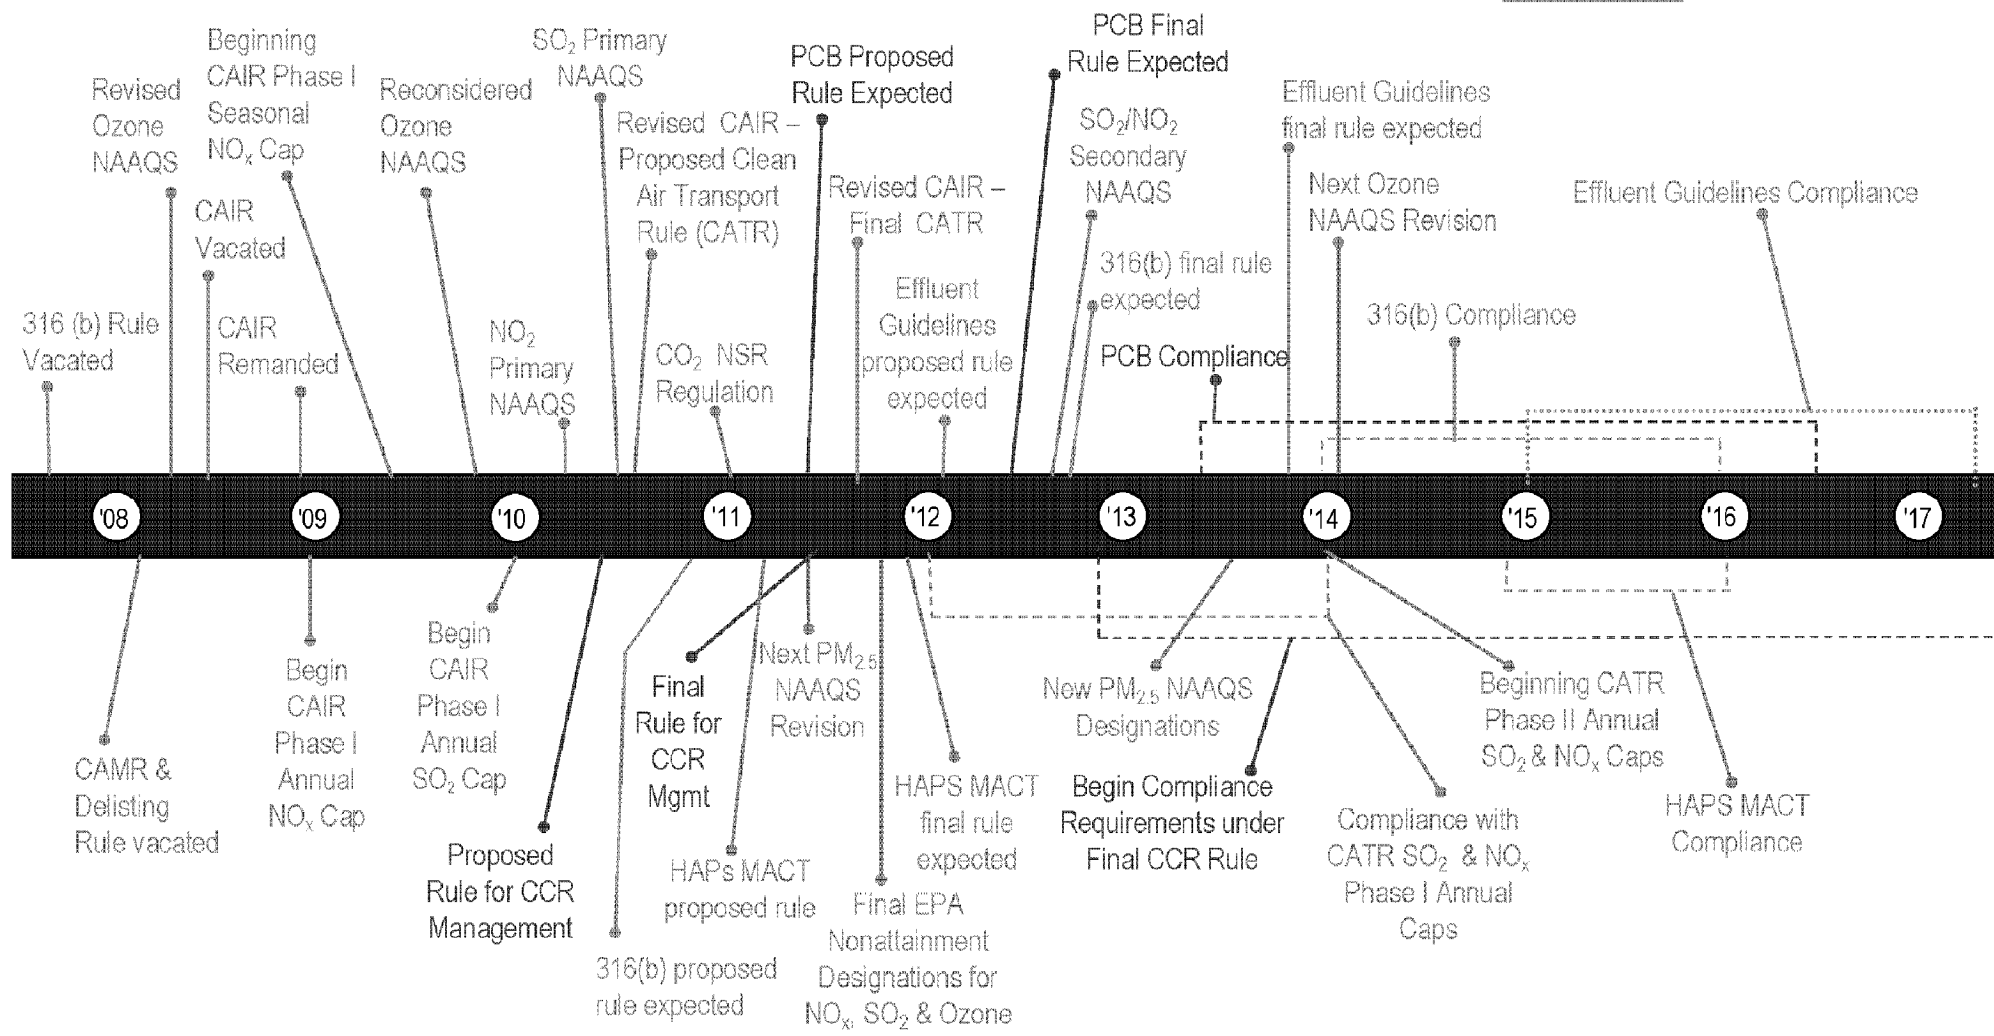 Revised
Ozone
NAAQS
Beginning
CAIR Phase I
Seasonal
NOx Cap
Reconsidered
Ozone
NAAQS
SO2 Primary
NAAQS
Revised CAIR –
Proposed Clean
Air Transport
Rule (CATR)
PCB Proposed
Rule Expected
Revised CAIR –
Final CATR
PCB Final
Rule Expected
SO2/NO2
Secondary
NAAQS
Effluent Guidelines
final rule expected
Next Ozone
NAAQS Revision
Effluent Guidelines Compliance
316 (b) Rule
Vacated
CAIR
Vacated
CAIR
Remanded
NO2
Primary
NAAQS
CO2 NSR
Regulation
Effluent
Guidelines
proposed rule
expected
316(b) final rule
expected
PCB Compliance
316(b) Compliance
'08
'09
'10
'11
'12
'13
'14
'15
'16
'17
CAMR &
Delisting
Rule vacated
Begin
CAIR
Phase I
Annual
NOx Cap
Begin
CAIR
Phase I
Annual
SO2 Cap
Proposed
Rule for CCR
Management
316(b) proposed
rule expected
Final
Rule for
CCR
Mgmt
HAPs MACT
proposed rule
Next PM2.5
NAAQS
Revision
Final EPA
Nonattainment
Designations for
NOx, SO2 & Ozone
HAPS MACT
final rule
expected
New PM2.5 NAAQS
Designations
Begin Compliance
Requirements under
Final CCR Rule
Compliance with
CATR SO2 & NOx
Phase I Annual
Caps
Beginning CATR
Phase II Annual
SO2 & NOx Caps
HAPS MACT
Compliance